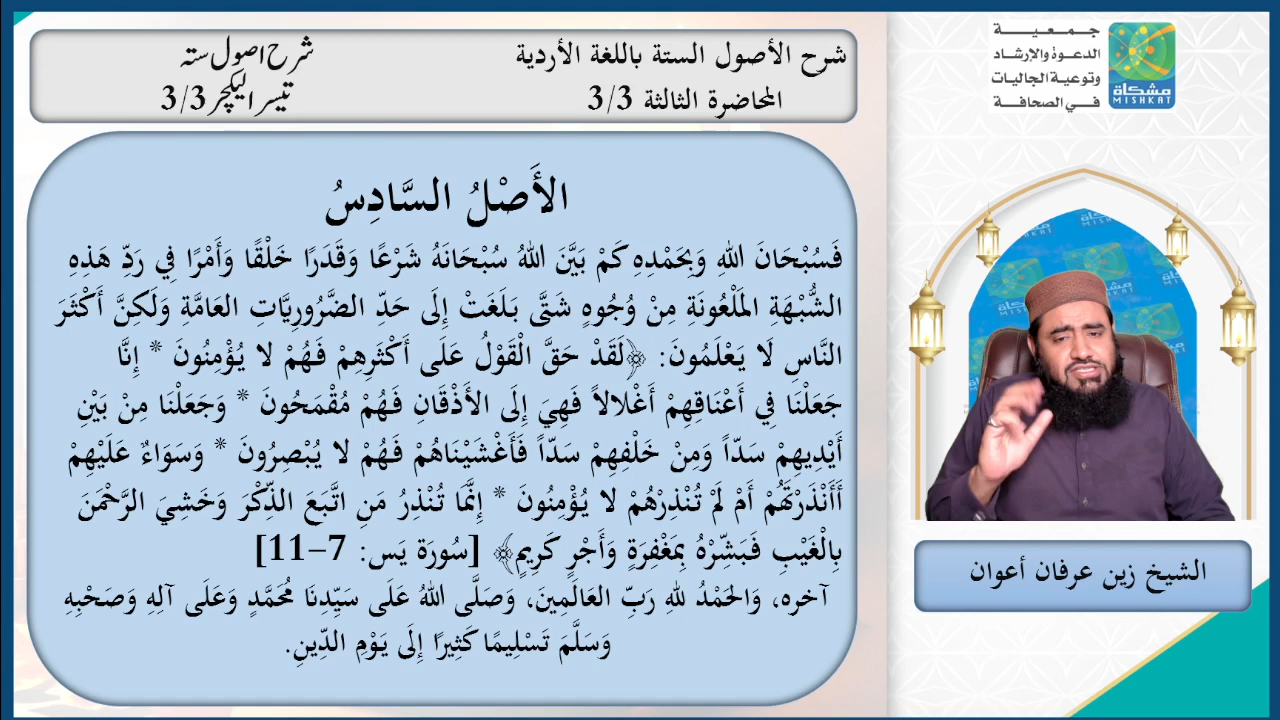 شرح الأصول الستة باللغة الأردية
المحاضرة الثالثة 3/3
شرح اصول ستہ
تیسرا لیکچر 3/3
جمعية
الدعوة والإرشاد
وتوعية الجاليات
في الصحافة
مشكاة
MISHKAT
الأَصْلُ السَّادِسُ
فَسُبْحَانَ اللهِ وَبِحَمْدِهِ كَمْ بَيَّنَ اللهُ سُبْحَانَهُ شَرْعًا وَقَدَرًا خَلْقًا وَأَمْرًا فِي رَدِّ هَذِهِ
الشُّبْهَةِ المَلْعُونَةِ مِنْ وُجُوهٍ شَتَّى بَلَغَتْ إِلَى حَدِّ الضَّرُورِيَّاتِ العَامَّةِ وَلَكِنَّ أَكْثَرَ
النَّاسِ لَا يَعْلَمُونَ: ﴿لَقَدْ حَقَّ الْقَوْلُ عَلَى أَكْثَرِهِمْ فَهُمْ لا يُؤْمِنُونَ * إِنَّا
جَعَلْنَا فِي أَعْنَاقِهِمْ أَغْلالاً فَهِيَ إِلَى الأَذْقَانِ فَهُمْ مُقْمَحُونَ * وَجَعَلْنَا مِنْ بَيْنِ
أَيْدِيهِمْ سَدّاً وَمِنْ خَلْفِهِمْ سَدّاً فَأَغْشَيْنَاهُمْ فَهُمْ لا يُبْصِرُونَ * وَسَوَاءٌ عَلَيْهِمْ
أَأَنْذَرْتَهُمْ أَمْ لَمْ تُنْذِرْهُمْ لا يُؤْمِنُونَ * إِنَّمَا تُنْذِرُ مَنِ اتَّبَعَ الذِّكْرَ وَخَشِيَ الرَّحْمَنَ
بِالْغَيْبِ فَبَشِّرْهُ بِمَغْفِرَةٍ وَأَجْرٍ كَرِيمٍ﴾ [سُورَة يَس: 7-11]
آخره، وَالحَمْدُ للهِ رَبِّ العَالَمِينَ، وَصَلَّى اللهُ عَلَى سَيِّدِنَا مُحَمَّدٍ وَعَلَى آلِهِ وَصَحْبِهِ
وَسَلَّمَ تَسْلِيمًا كَثِيرًا إِلَى يَوْمِ الدِّينِ.
الشيخ زين عرفان أعوان